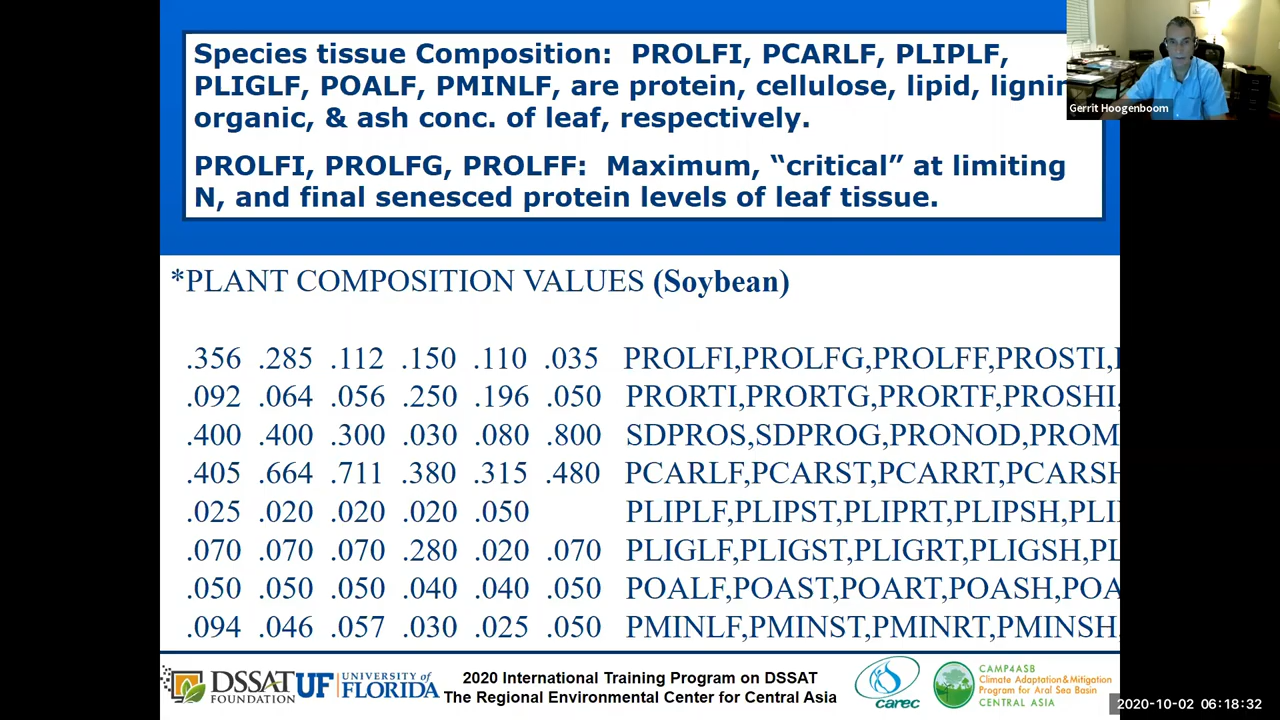 Species tissue Composition: PROLFI, PCARLF, PLIPLF,
PLIGLF, POALF, PMINLF, are protein, cellulose, lipid, lignin
organic, & ash conc. of leaf, respectively.
PROLFI, PROLFG, PROLFF: Maximum, “critical” at limiting
N, and final senesced protein levels of leaf tissue.
Gerrit Hoogenboom
*PLANT COMPOSITION VALUES (Soybean)
.356 .285 .112 .150 .110 .035 PROLFI,PROLFG,PROLFF,PROSTI,
.092 .064 .056 .250 .196 .050 PRORTI,PRORTG,PRORTF,PROSHI,
.400 .400 .300 .030 .080 .800 SDPROS,SDPROG,PRONOD,PROM
.405 .664 .711 .380 .315 .480 PCARLF,PCARST,PCARRT,PCARSH
.025 .020 .020 .020 .050 PLIPLF,PLIPST,PLIPRT,PLIPSH,PLI
.070 .070 .070 .280 .020 .070 PLIGLF,PLIGST,PLIGRT,PLIGSH,PL
.050 .050 .050 .040 .040 .050 POALF,POAST,POART,POASH,POA
.094 .046 .057 .030 .025 .050 PMINLF,PMINST,PMINRT,PMINSH,
DSSAT
FOUNDATION
UF UNIVERSITY of
FLORIDA
2020 International Training Program on DSSAT
The Regional Environmental Center for Central Asia
carec
CAMP4ASB
Climate Adaptation & Mitigation
Program for Aral Sea Basin
CENTRAL ASIA
2020-10-02 06:18:32